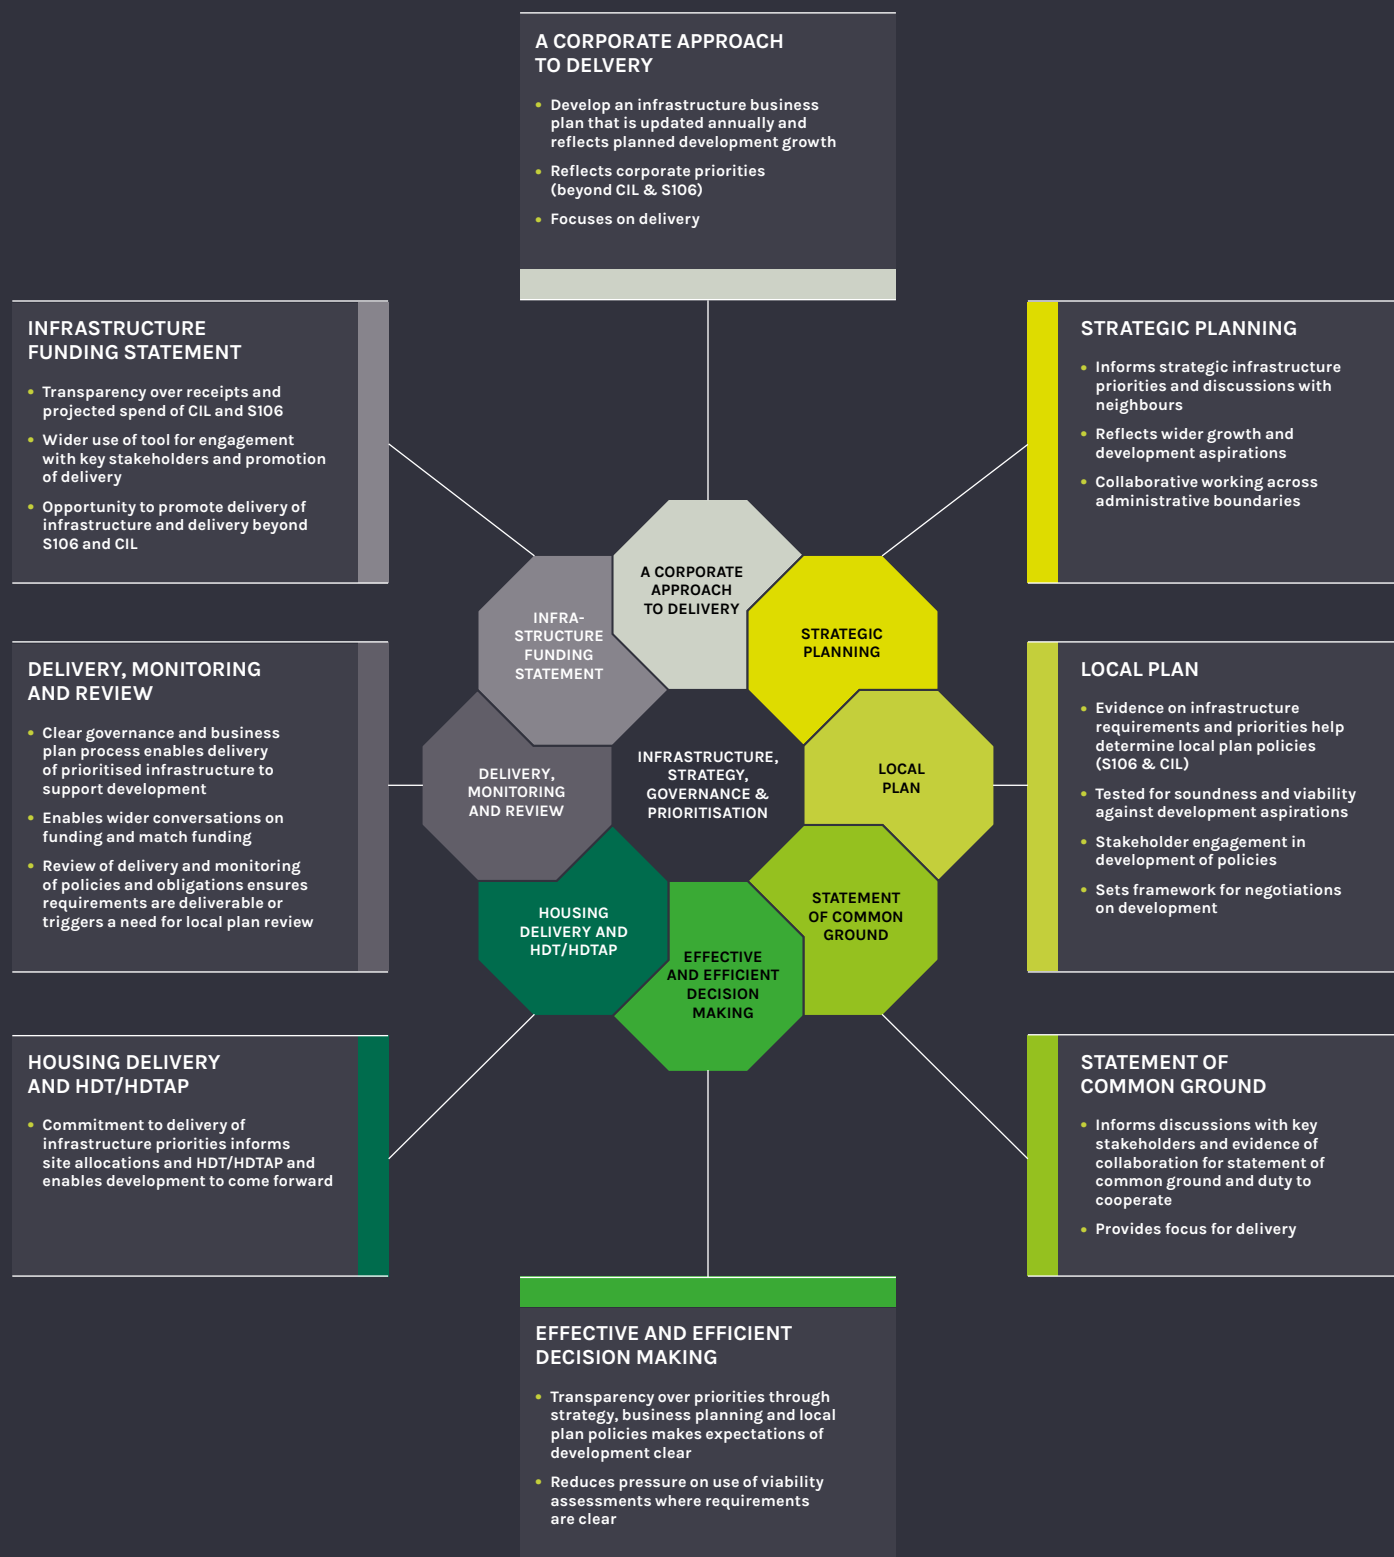 A CORPORATE APPROACH
TO DELVERY
• Develop an infrastructure business
plan that is updated annually and
reflects planned development growth
• Reflects corporate priorities
(beyond CIL & S106)
• Focuses on delivery
INFRASTRUCTURE
FUNDING STATEMENT
• Transparency over receipts and
projected spend of CIL and S106
• Wider use of tool for engagement
with key stakeholders and promotion
of delivery
• Opportunity to promote delivery of
infrastructure and delivery beyond
S106 and CIL
STRATEGIC PLANNING
• Informs strategic infrastructure
priorities and discussions with
neighbours
• Reflects wider growth and
development aspirations
• Collaborative working across
administrative boundaries
A CORPORATE
APPROACH
TO DELIVERY
INFRA-
STRUCTURE
FUNDING
STATEMENT
STRATEGIC
PLANNING
DELIVERY, MONITORING
AND REVIEW
• Clear governance and business
plan process enables delivery
of prioritised infrastructure to
support development
• Enables wider conversations on
funding and match funding
• Review of delivery and monitoring
of policies and obligations ensures
requirements are deliverable or
triggers a need for local plan review
DELIVERY,
MONITORING
AND REVIEW
INFRASTRUCTURE,
STRATEGY,
GOVERNANCE &
PRIORITISATION
LOCAL
PLAN
LOCAL PLAN
• Evidence on infrastructure
requirements and priorities help
determine local plan policies
(S106 & CIL)
• Tested for soundness and viability
against development aspirations
• Stakeholder engagement in
development of policies
• Sets framework for negotiations
on development
HOUSING
DELIVERY AND
HDT/HDTAP
EFFECTIVE
AND EFFICIENT
DECISION
MAKING
STATEMENT
OF COMMON
GROUND
HOUSING DELIVERY
AND HDT/HDTAP
• Commitment to delivery of
infrastructure priorities informs
site allocations and HDT/HDTAP and
enables development to come forward
STATEMENT OF
COMMON GROUND
• Informs discussions with key
stakeholders and evidence of
collaboration for statement of
common ground and duty to
cooperate
• Provides focus for delivery
EFFECTIVE AND EFFICIENT
DECISION MAKING
• Transparency over priorities through
strategy, business planning and local
plan policies makes expectations of
development clear
• Reduces pressure on use of viability
assessments where requirements
are clear